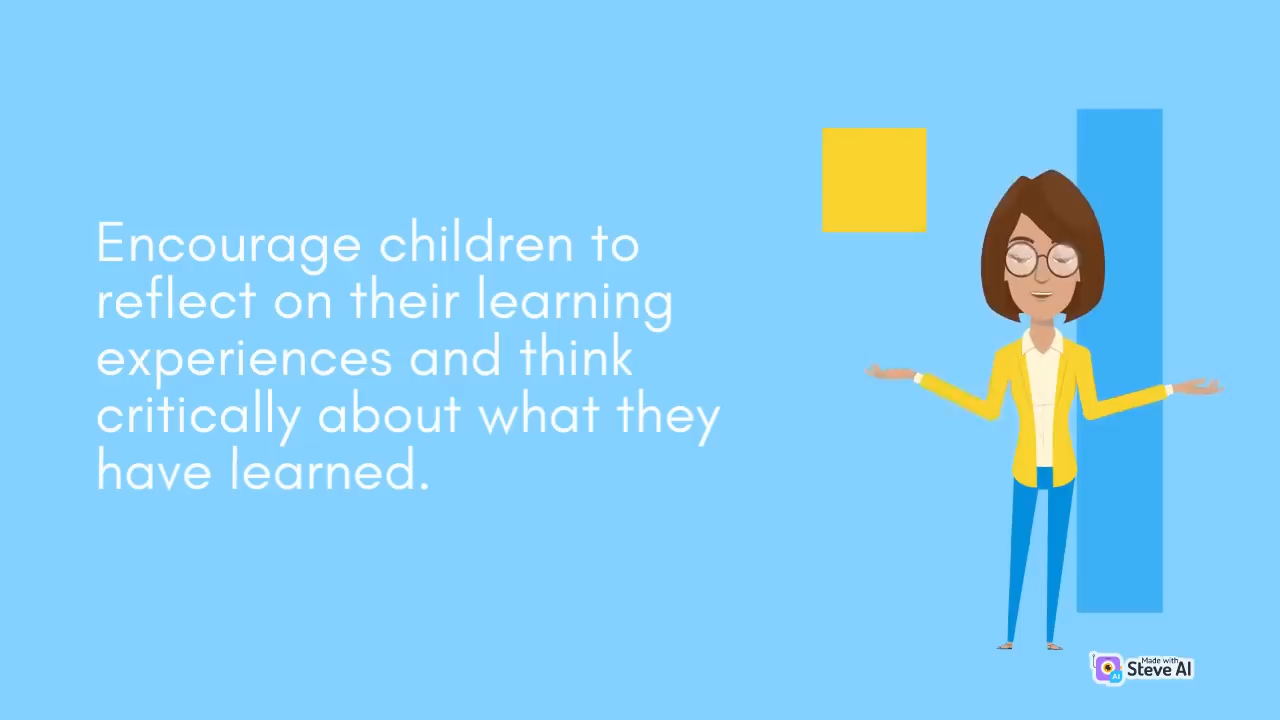 Encourage children to
reflect on their learning
experiences and think
critically about what they
have learned.
Made with
Steve AI
AI